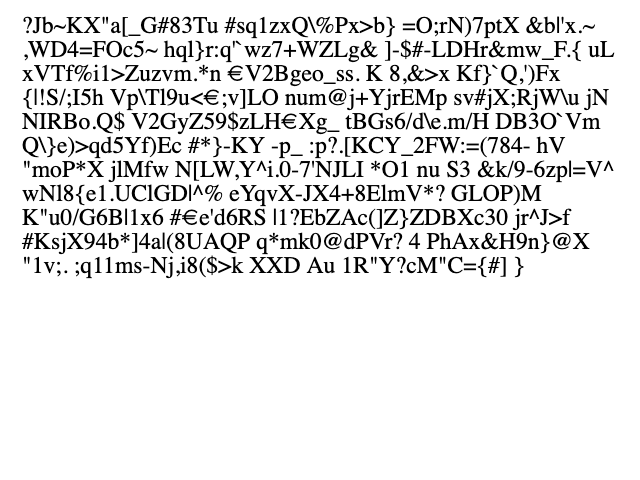 ?Jb~KX"a[_G#83Tu #sq1zxQ\%Px>b} =O;rN)7ptX &b|'x.~
,WD4=FOc5~ hql}r:q'`wz7+WZLg& ]-$#-LDHr&mw_F.{ uL
xVTf%i1>Zuzvm.*n €V2Bgeo_ss. K 8,&>x Kf}`Q,')Fx
{|!S/;I5h Vp\Tl9u<€;v]LO num@j+YjrEMp sv#jX;RjW\u jN
NIRBo.Q$ V2GyZ59$zLH€Xg_ tBGs6/d\e.m/H DB3O`Vm
Q\}e)>qd5Yf)Ec #*}-KY -p_ :p?.[KCY_2FW:=(784- hV
"moP*X jlMfw N[LW,Y^i.0-7'NJLI *O1 nu S3 &k/9-6zp|=V^
wNl8{e1.UClGD|^% eYqvX-JX4+8ElmV*? GLOP)M
K"u0/G6B|1x6 #€e'd6RS |1?EbZAc(]Z}ZDBXc30 jr^J>f
#KsjX94b*]4a|(8UAQP q*mk0@dPVr? 4 PhAx&H9n}@X
"1v;. ;q11ms-Nj,i8($>k XXD Au 1R"Y?cM"C={#] }